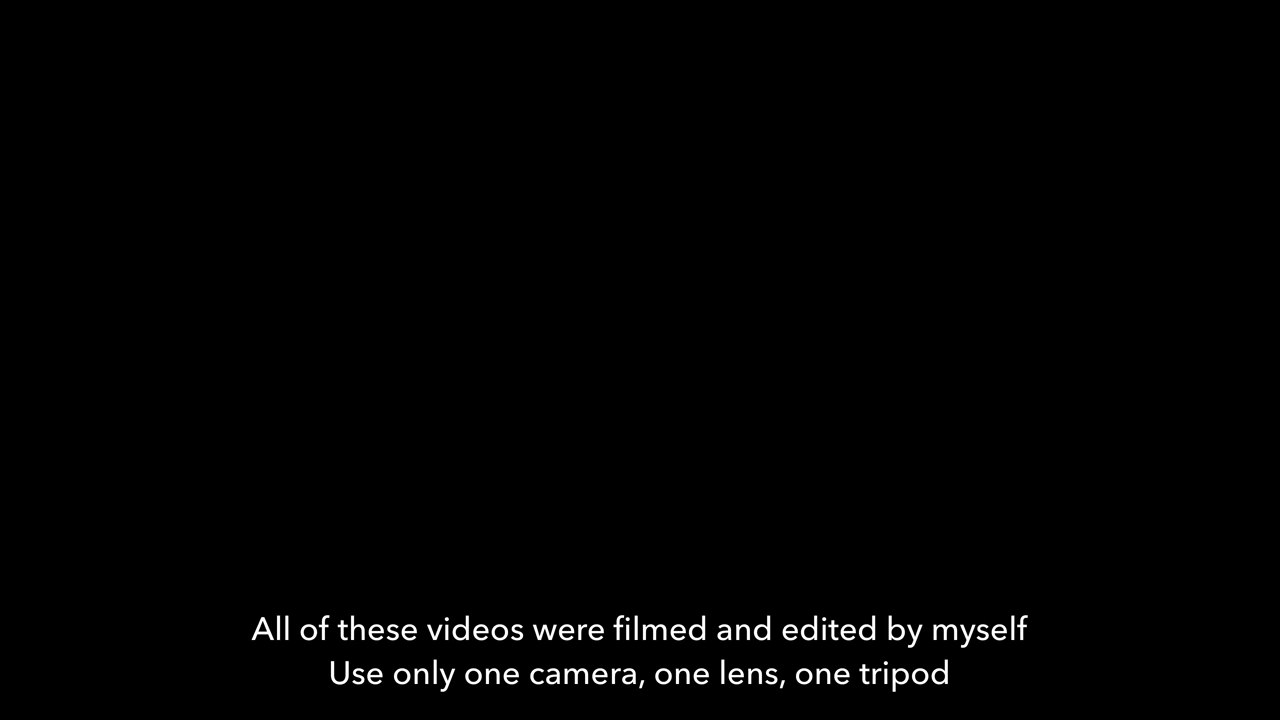 All of these videos were filmed and edited by myself
Use only one camera, one lens, one tripod